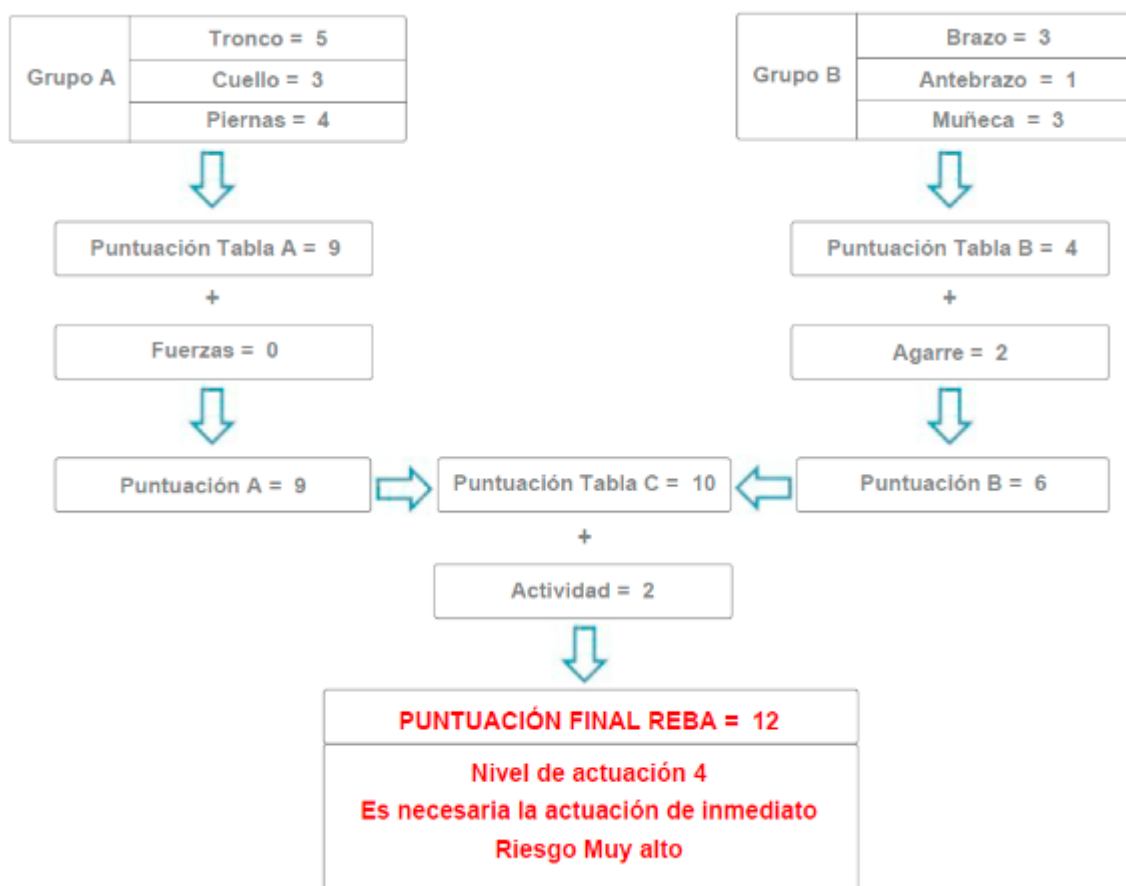 Grupo A
Tronco = 5
Cuello = 3
Piernas = 4
Grupo B
Brazo = 3
Antebrazo = 1
Muñeca = 3
Puntuación Tabla A = 9
Puntuación Tabla B = 4
+
+
Fuerzas = 0
Agarre = 2
Puntuación A = 9
Puntuación Tabla C = 10
Puntuación B = 6
+
Actividad = 2
PUNTUACIÓN FINAL REBA = 12
Nivel de actuación 4
Es necesaria la actuación de inmediato
Riesgo Muy alto